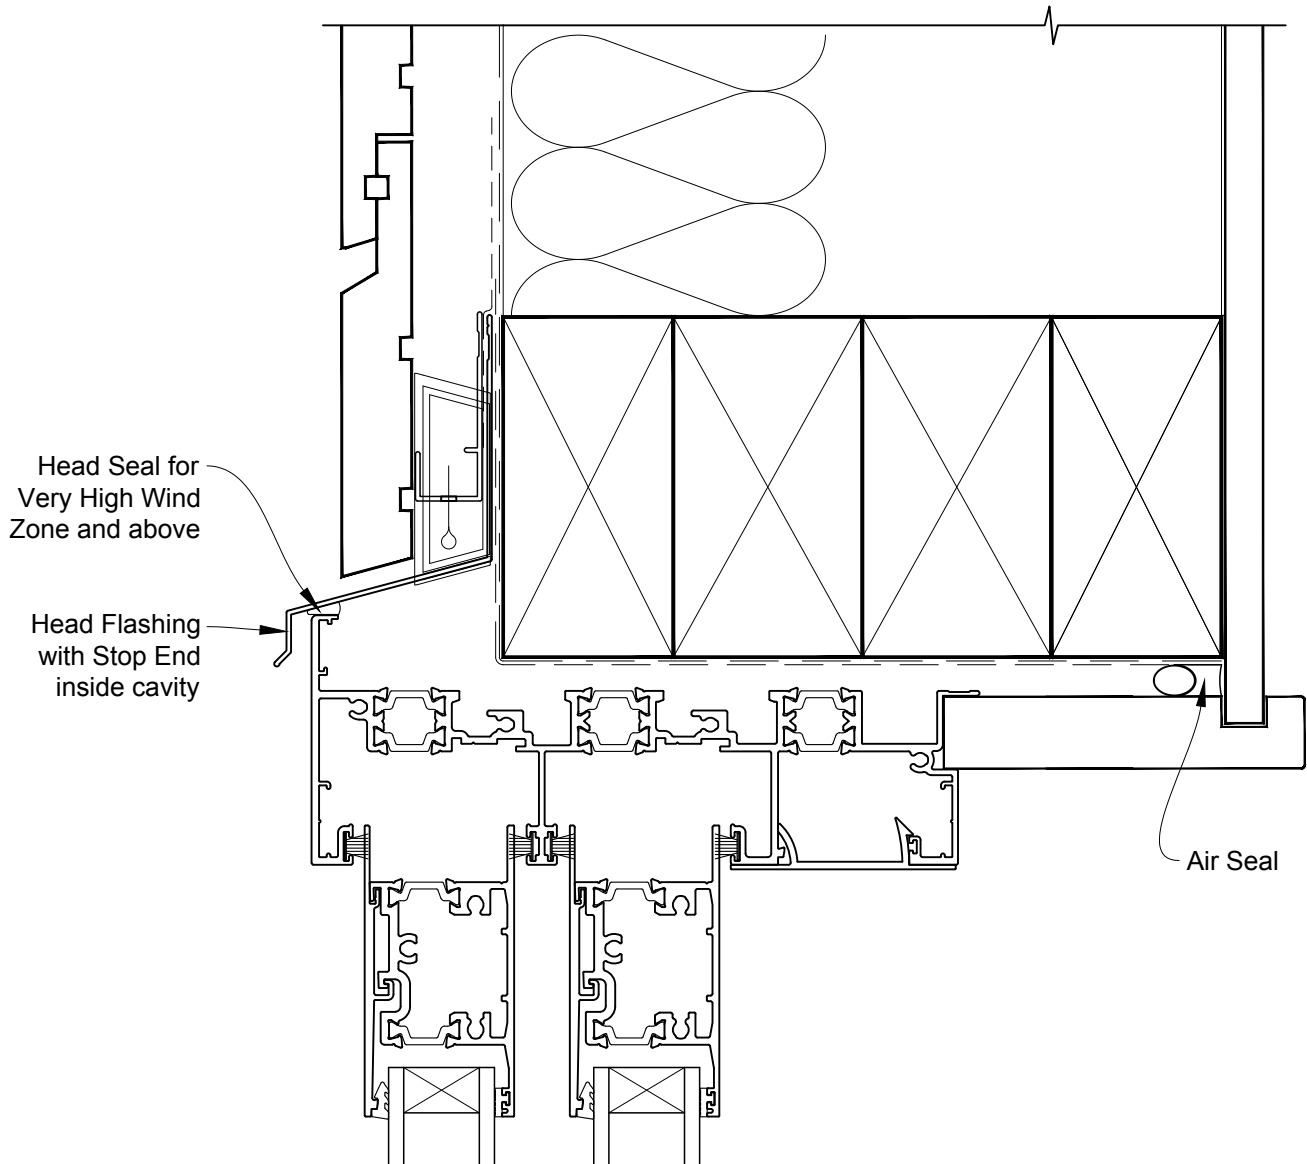 Head Seal for
Very High Wind
Zone and above
Head Flashing
with Stop End
inside cavity
Air Seal